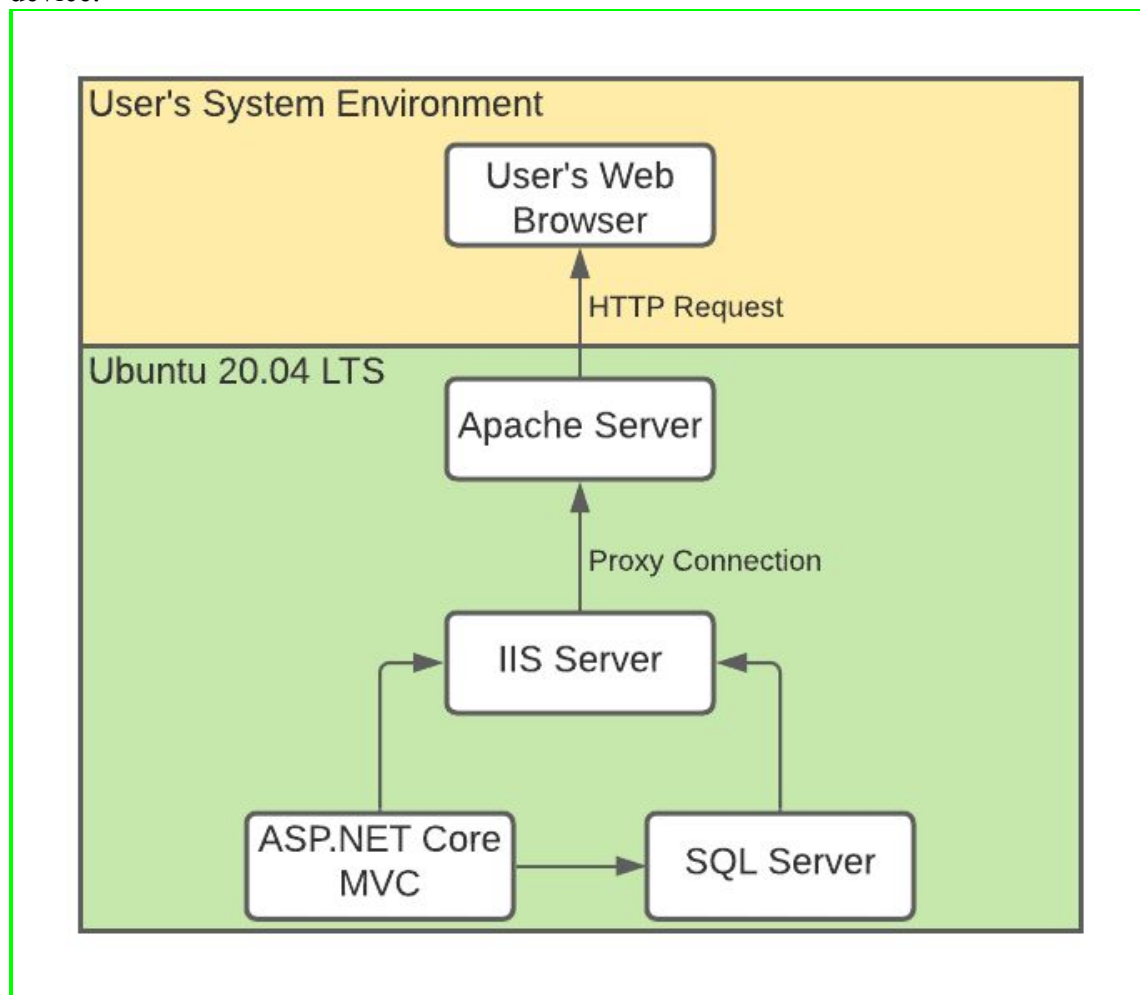 User's System Environment
User's Web
Browser
HTTP Request
Ubuntu 20.04 LTS
Apache Server
Proxy Connection
IIS Server
ASP.NET Core
MVC
SQL Server